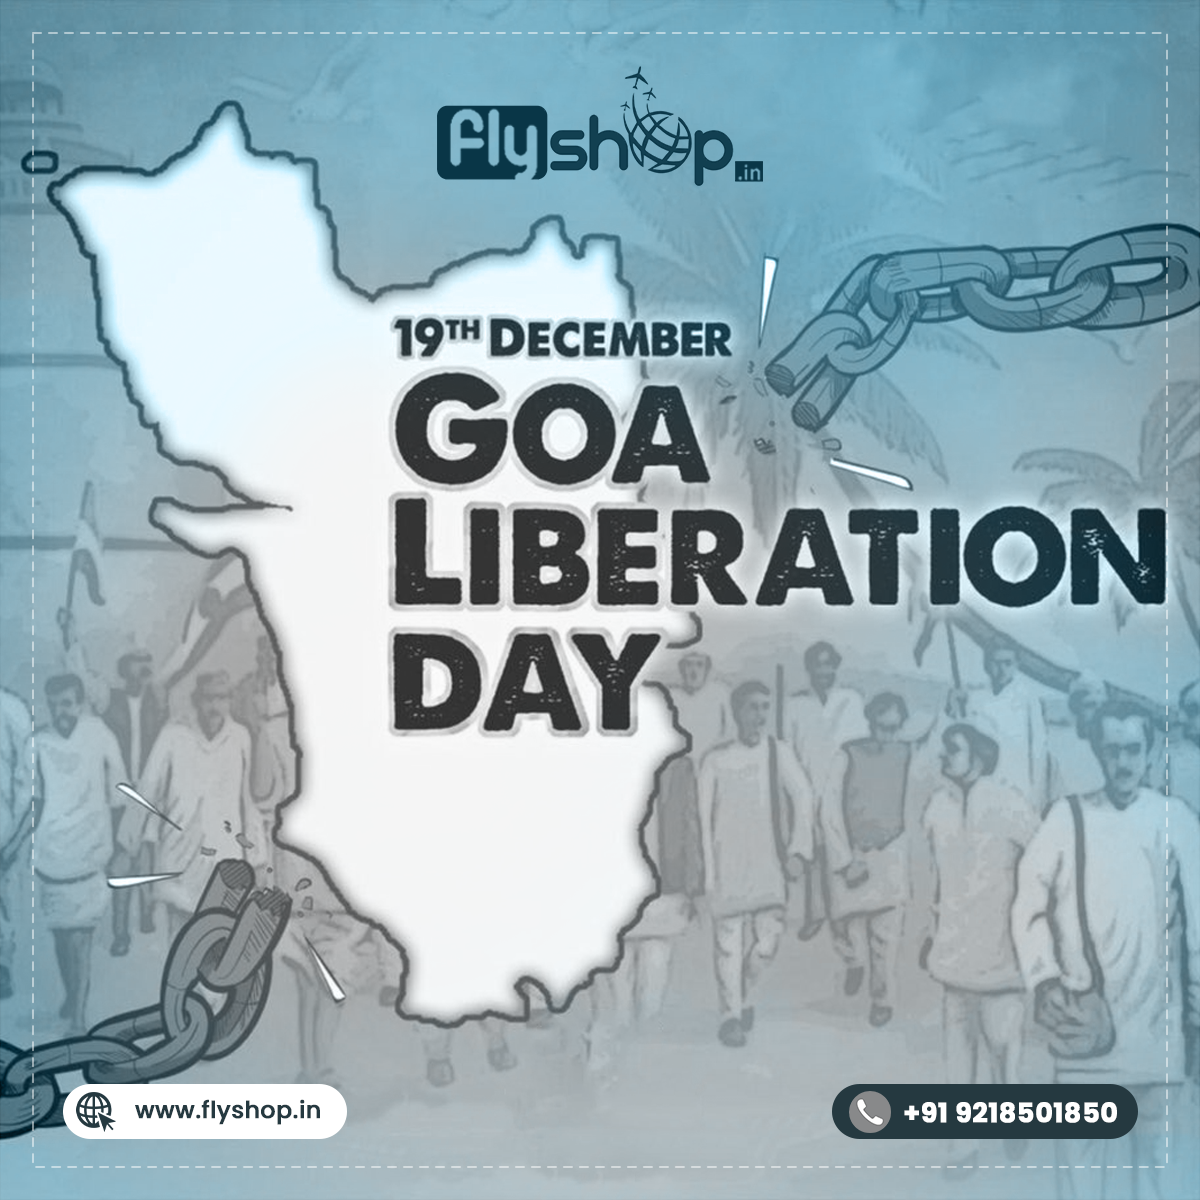 flyshop.in
19TH DECEMBER
GOA
LIBERATION
DAY
www.flyshop.in
+91 9218501850